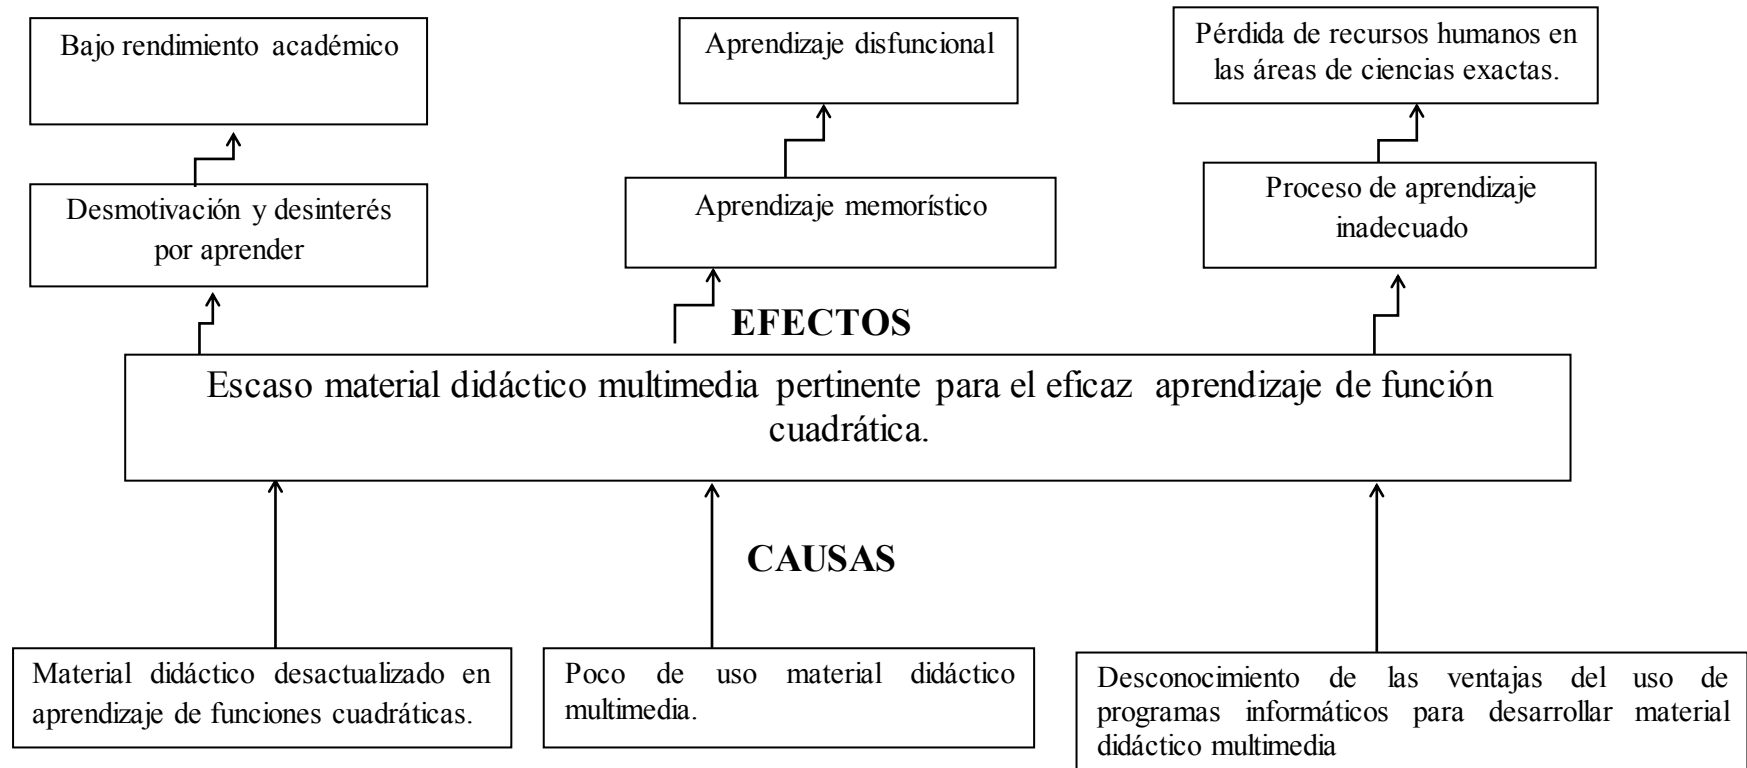 Bajo rendimiento académico
Aprendizaje disfuncional
Pérdida de recursos humanos en
las áreas de ciencias exactas.
Desmotivación y desinterés
por aprender
Aprendizaje memorístico
Proceso de aprendizaje
inadecuado
EFECTOS
Escaso material didáctico multimedia pertinente para el eficaz aprendizaje de función
cuadrática.
CAUSAS
Material didáctico desactualizado en
aprendizaje de funciones cuadráticas.
Poco de uso material didáctico
multimedia.
Desconocimiento de las ventajas del uso de
programas informáticos para desarrollar material
didáctico multimedia